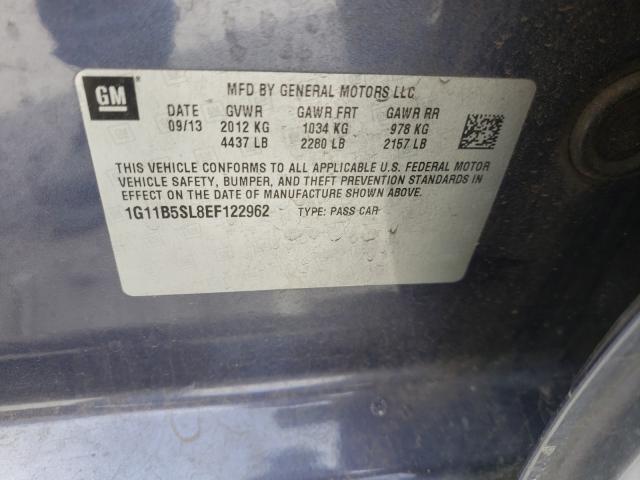 GM
MFD BY GENERAL MOTORS LLC
DATE GVWR GAWR FRT GAWR RR
09/13 2012 KG 1034 KG 978 KG
4437 LB 2280 LB 2157 LB
THIS VEHICLE CONFORMS TO ALL APPLICABLE U.S. FEDERAL MOTOR
VEHICLE SAFETY, BUMPER, AND THEFT PREVENTION STANDARDS IN
EFFECT ON THE DATE OF MANUFACTURE SHOWN ABOVE.
1G11B5SL8EF122962 TYPE: PASS CAR